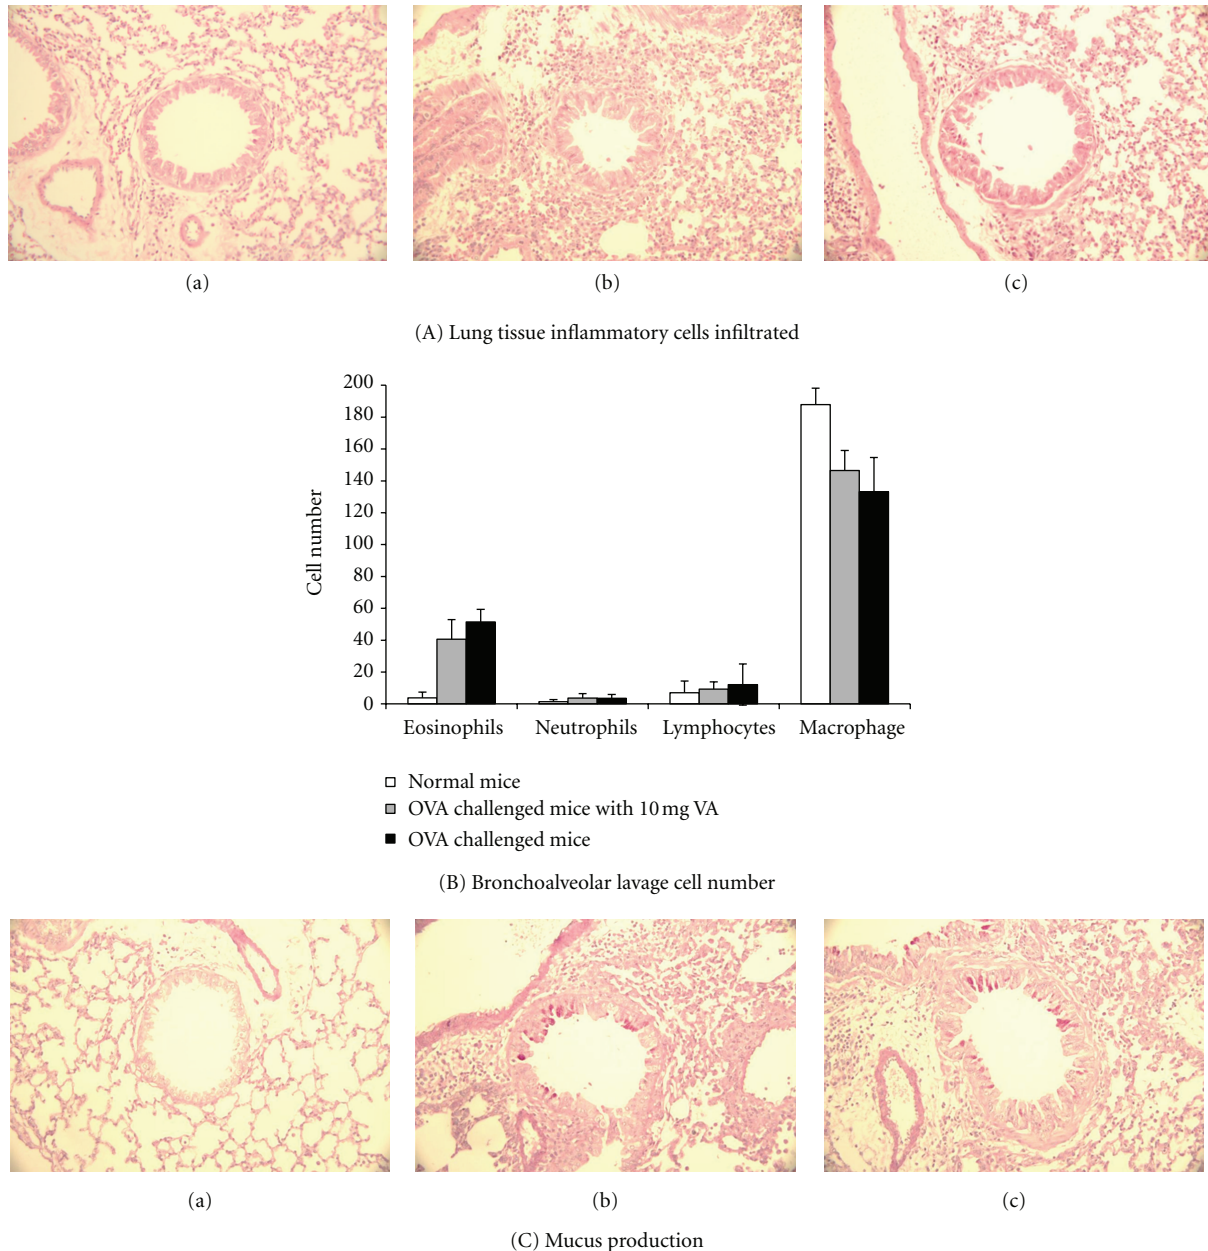 (a)
(b)
(c)
(A) Lung tissue inflammatory cells infiltrated
200
180
160
140
120
100
80
60
40
20
0
Cell number
Eosinophils
Neutrophils
Lymphocytes
Macrophage
Normal mice
OVA challenged mice with 10 mg VA
OVA challenged mice
(B) Bronchoalveolar lavage cell number
(a)
(b)
(c)
(C) Mucus production